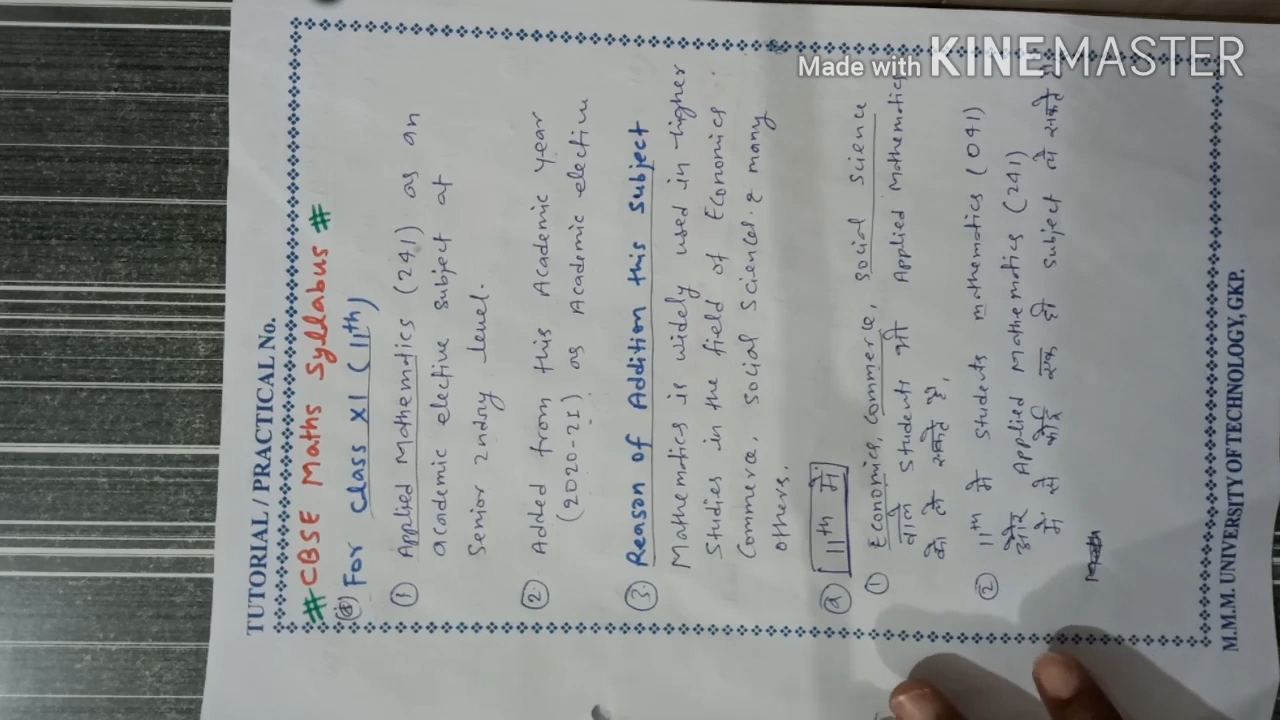 Made with KINEMASTER
TUTORIAL / PRACTICAL No.
# CBSE Maths Syllabus #
For Class XI (11th)
① Applied Mathematics (241) as an
academic elective subject at
Senior 2ndry level.
② Added from this Academic year
(2020-21) as Academic elective
③ Reason of Addition this subject
Mathematics is widely used in higher
Studies in the field of Economics
Commerce, social sciences & many
others.
ⓐ 11th में
① Economics, Commerce, social science
वाले students भी Applied Mathematics
को ले सकते हैं,
② 11th में students mathematics (041)
और Applied Mathematics (241)
में से कोई एक ही subject ले सकते हैं
M.M.M. UNIVERSITY OF TECHNOLOGY, GKP.